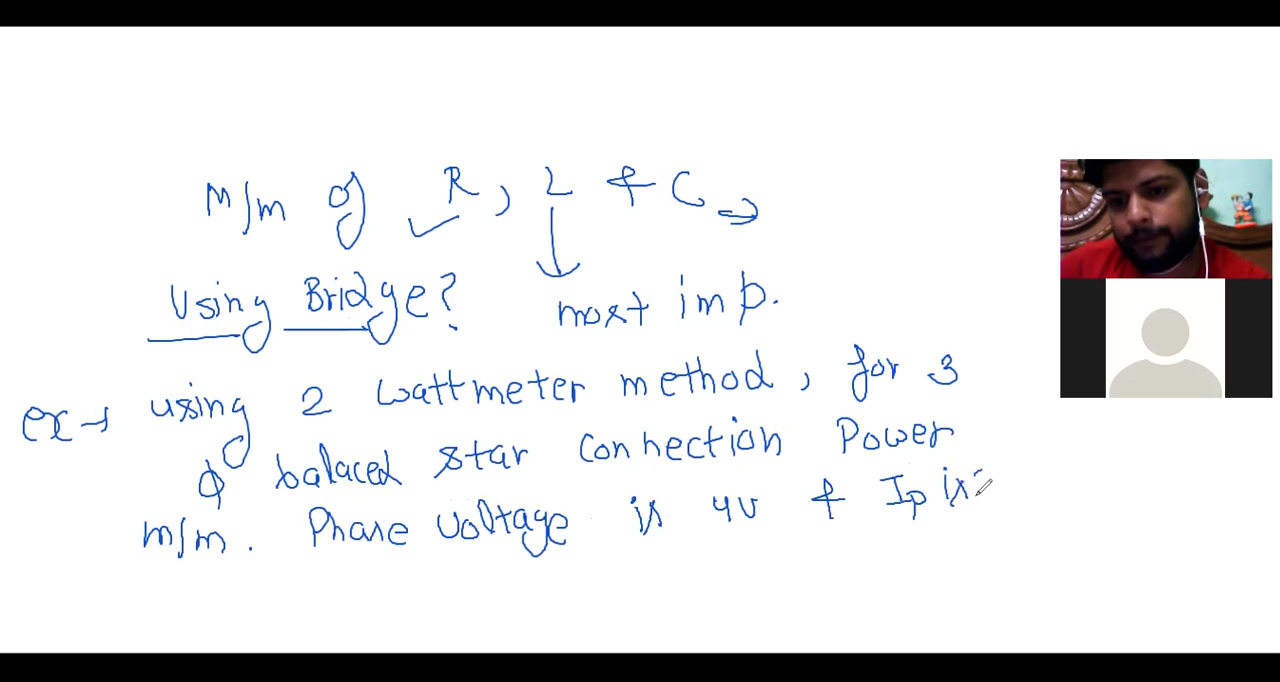 M/m of R, L & C →
Using Bridge?
most imp.
ex → using 2 wattmeter method, for 3
ϕ balaced star connection Power
m/m. Phase voltage is 4V & Ip is